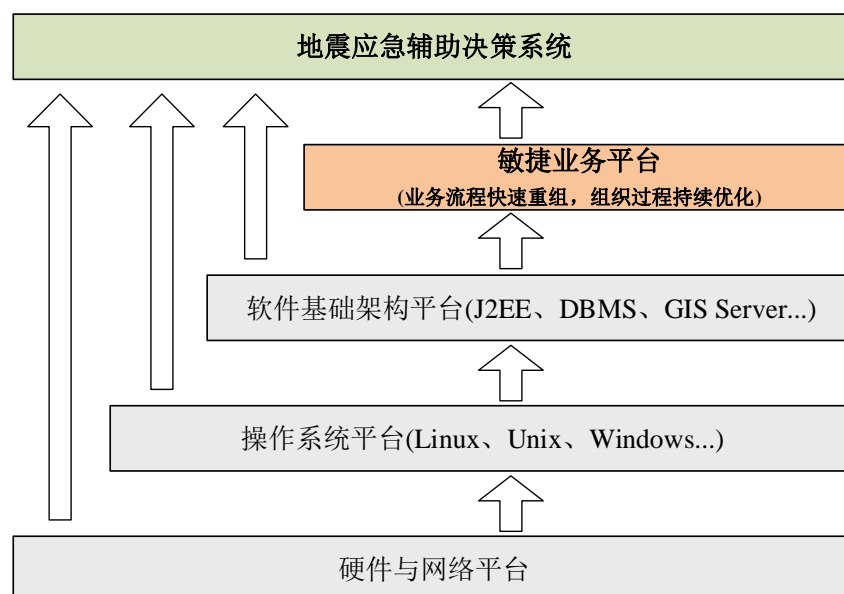 地震应急辅助决策系统
敏捷业务平台
(业务流程快速重组，组织过程持续优化)
软件基础架构平台(J2EE、DBMS、GIS Server...)
操作系统平台(Linux、Unix、Windows...)
硬件与网络平台